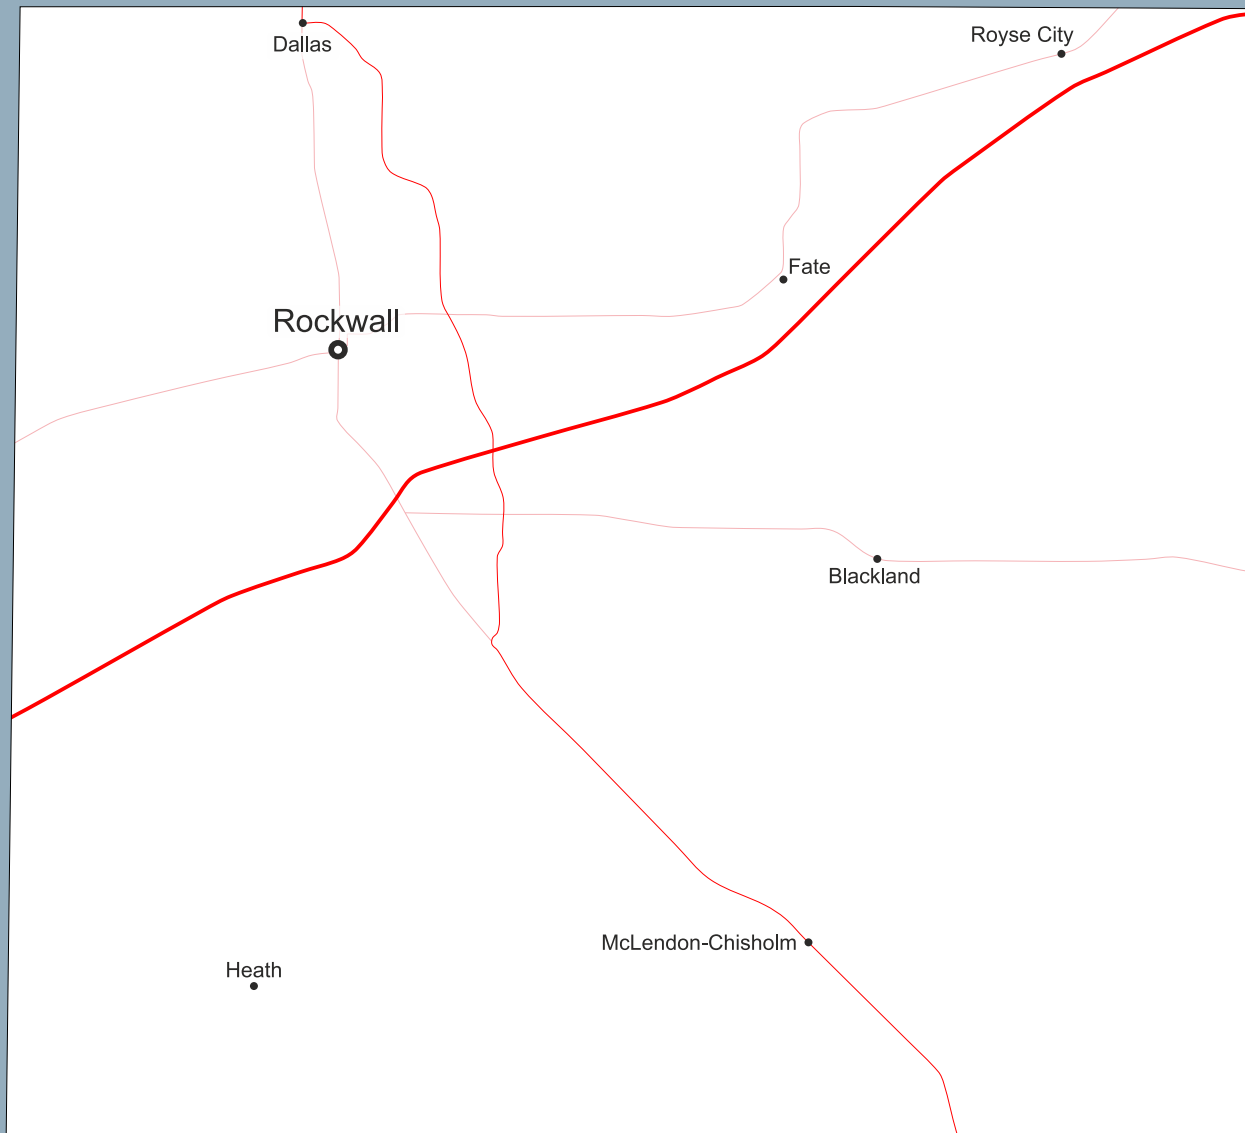 Royse City
Dallas
Fate
Rockwall
Blackland
McLendon-Chisholm
Heath